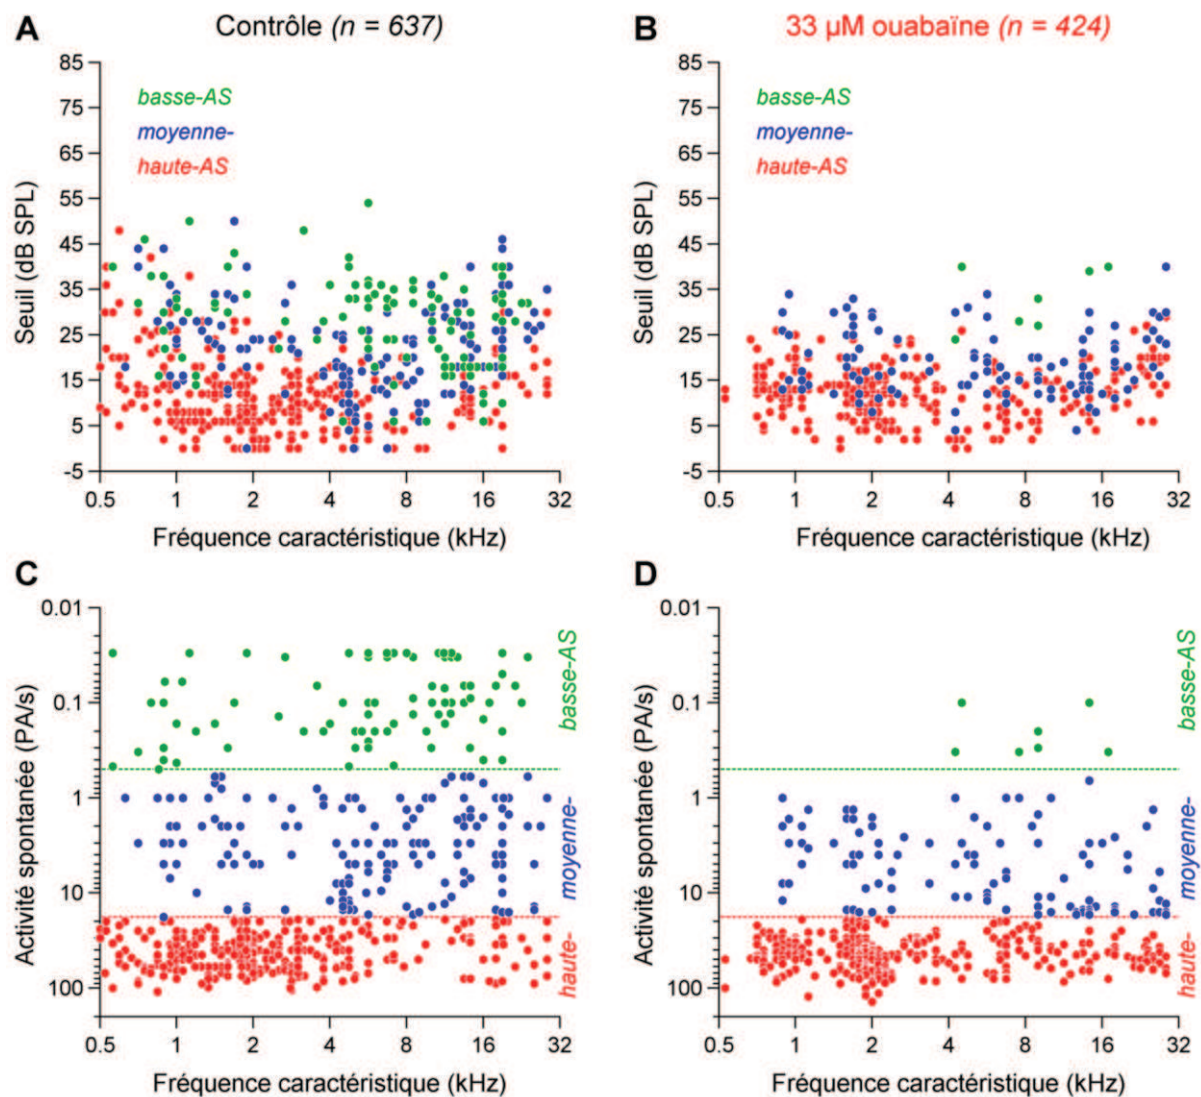 A
Contrôle (n = 637)
85
75
65
55
45
35
25
15
5
-5
Seuil (dB SPL)
basse-AS
moyenne-
haute-AS
0.5 1 2 4 8 16 32
Fréquence caractéristique (kHz)
B
33 µM ouabaïne (n = 424)
85
75
65
55
45
35
25
15
5
-5
Seuil (dB SPL)
basse-AS
moyenne-
haute-AS
0.5 1 2 4 8 16 32
Fréquence caractéristique (kHz)
C
0.01
0.1
1
10
100
Activité spontanée (PA/s)
basse-AS
moyenne-
haute-
0.5 1 2 4 8 16 32
Fréquence caractéristique (kHz)
D
0.01
0.1
1
10
100
Activité spontanée (PA/s)
basse-AS
moyenne-
haute-
0.5 1 2 4 8 16 32
Fréquence caractéristique (kHz)